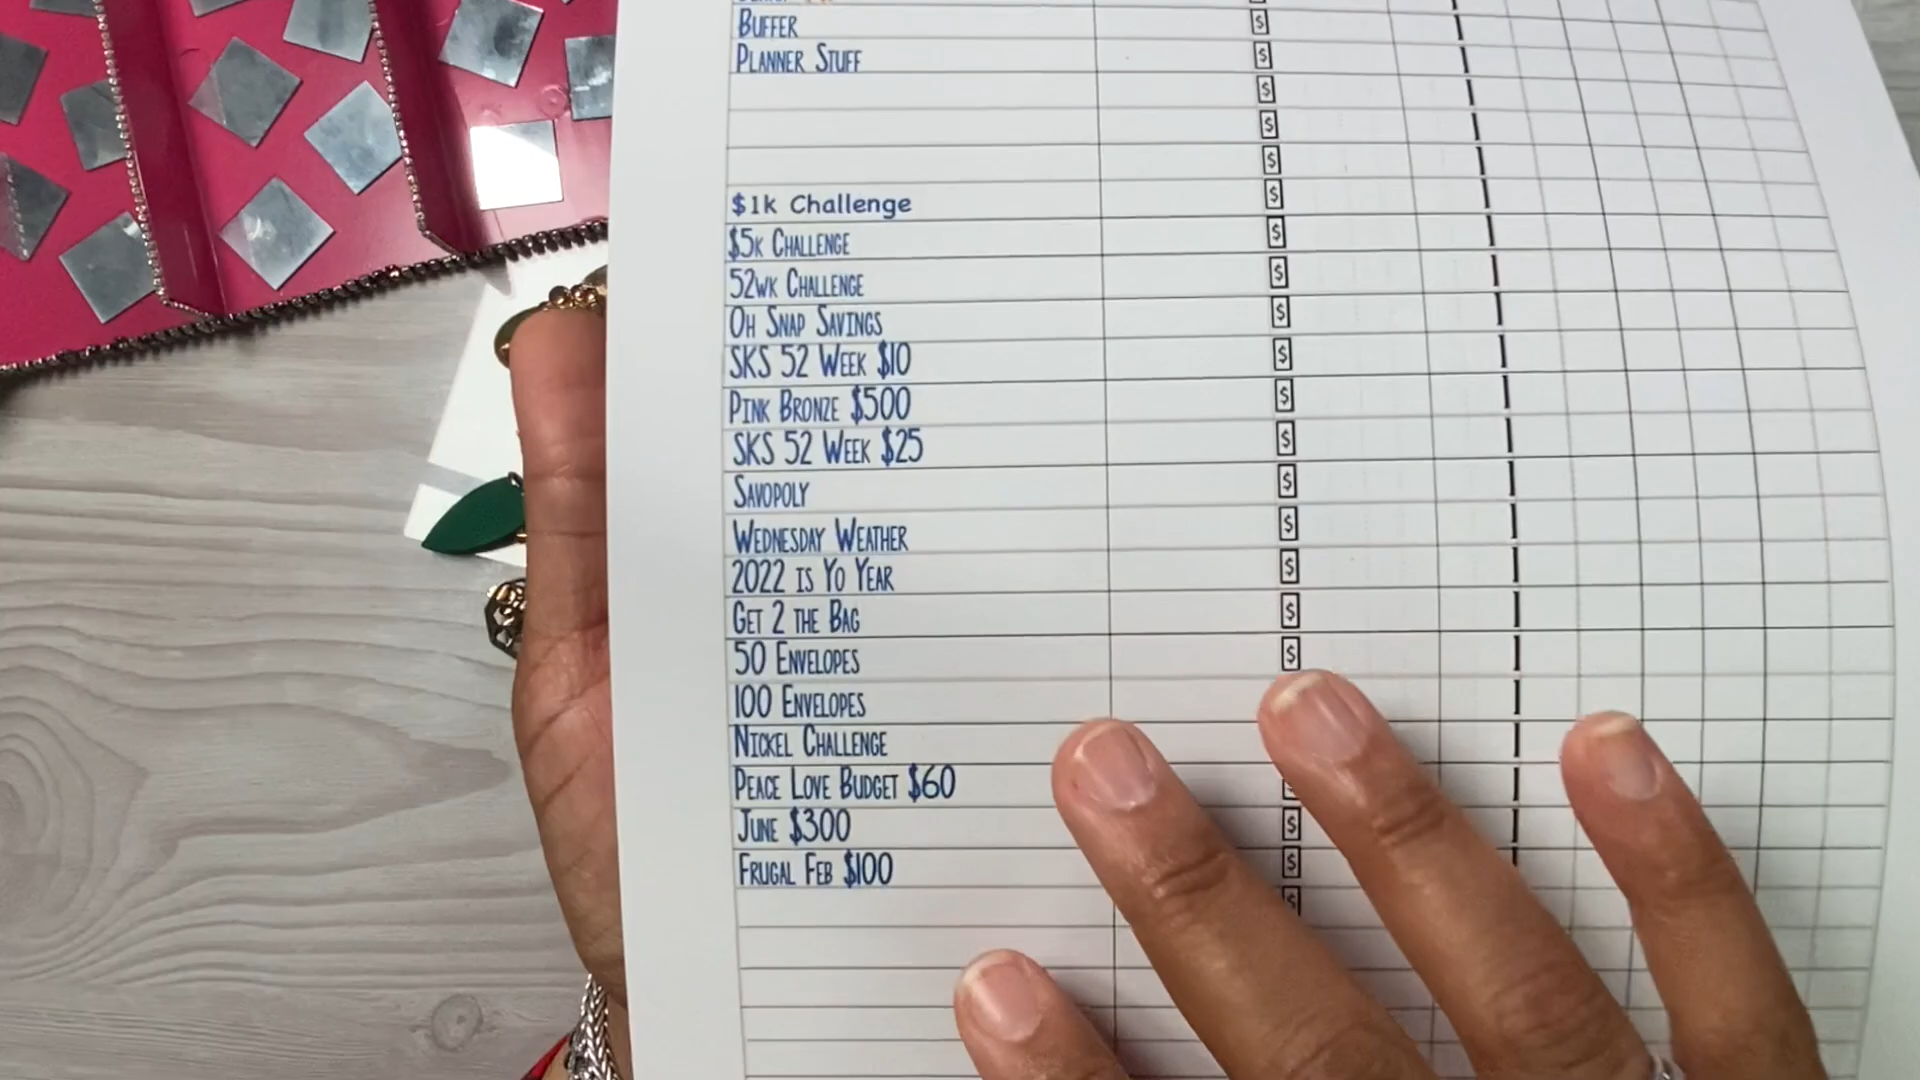 Buffer
Planner Stuff
$1k Challenge
$5k Challenge
52wk Challenge
Oh Snap Savings
SKS 52 Week $10
Pink Bronze $500
SKS 52 Week $25
Savopoly
Wednesday Weather
2022 is Yo Year
Get 2 the Bag
50 Envelopes
100 Envelopes
Nickel Challenge
Peace Love Budget $60
June $300
Frugal Feb $100